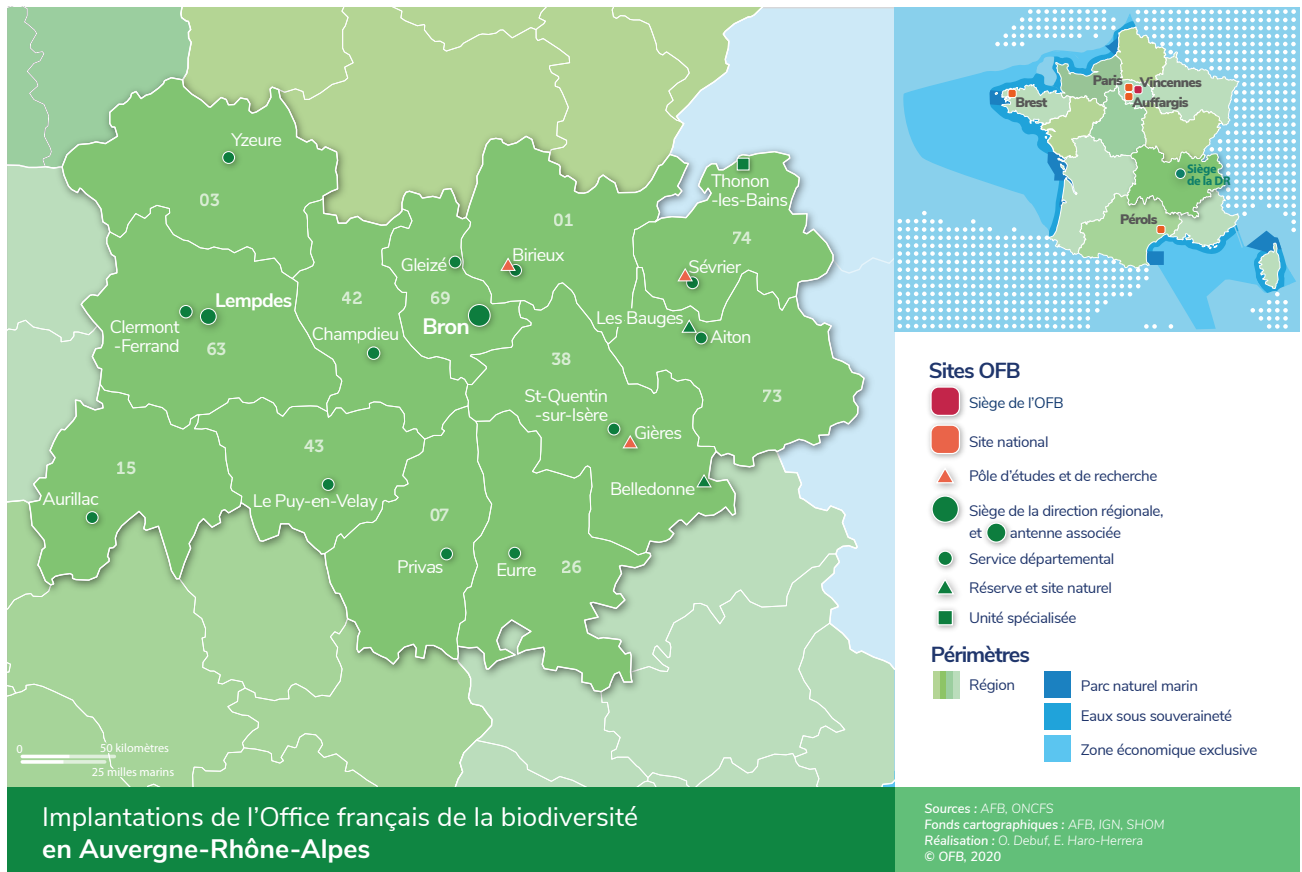 Yzeure
03
Thonon
-les-Bains
01
74
Gleizé
Birieux
Sévrier
Lempdes
42
69
Clermont
-Ferrand
63
Champdieu
Bron
Les Bauges
Aiton
38
73
St-Quentin
-sur-Isère
Gières
15
43
Aurillac
Le Puy-en-Velay
Belledonne
07
Privas
Eurre
26
0
50 kilomètres
25 milles marins
Paris
Vincennes
Brest
Auffargis
Siège
de la DR
Pérols
Sites OFB
Siège de l'OFB
Site national
Pôle d'études et de recherche
Siège de la direction régionale,
et antenne associée
Service départemental
Réserve et site naturel
Unité spécialisée
Périmètres
Région
Parc naturel marin
Eaux sous souveraineté
Zone économique exclusive
Implantations de l'Office français de la biodiversité
en Auvergne-Rhône-Alpes
Sources : AFB, ONCFS
Fonds cartographiques : AFB, IGN, SHOM
Réalisation : O. Debuf, E. Haro-Herrera
© OFB, 2020